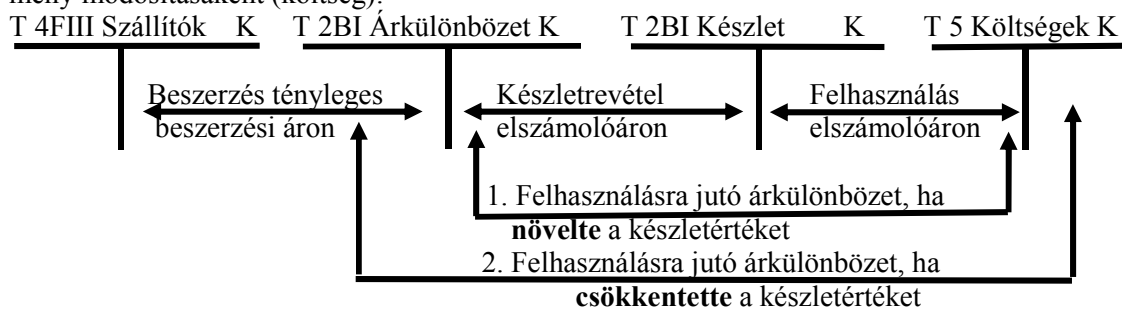 mény módosításaként (költség).
T 4FIII Szállítók K T 2BI Árkülönbözet K T 2BI Készlet K T 5 Költségek K
Beszerzés tényleges Készletrevétel Felhasználás
beszerzési áron elszámolóáron elszámolóáron
1. Felhasználásra jutó árkülönbözet, ha
növelte a készletértéket
2. Felhasználásra jutó árkülönbözet, ha
csökkentette a készletértéket